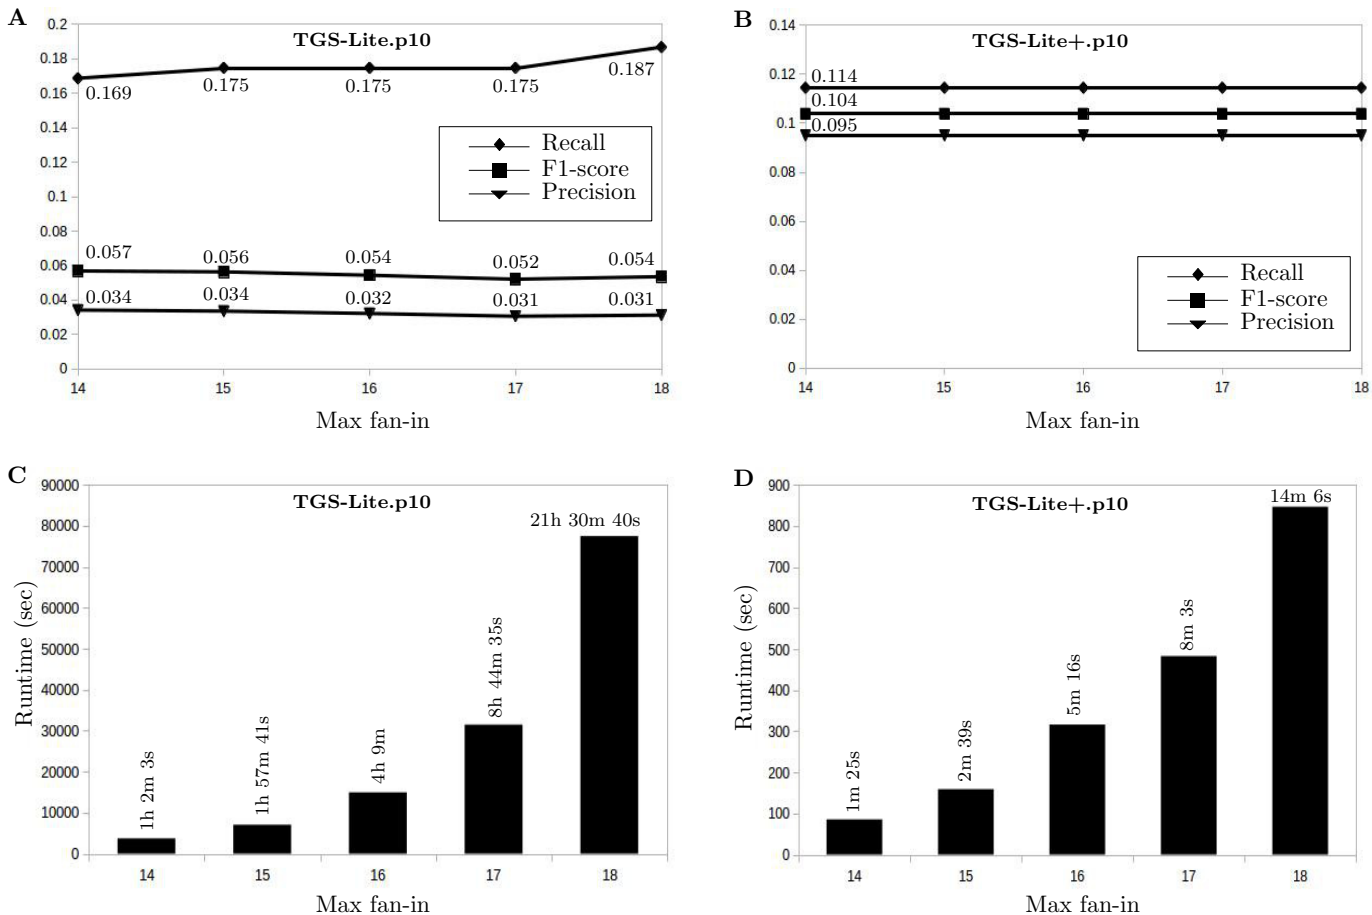 A
TGS-Lite.p10
0.2
0.18
0.16
0.14
0.12
0.1
0.08
0.06
0.04
0.02
0
0.169
0.175
0.175
0.175
0.187
Recall
F1-score
Precision
0.057
0.056
0.054
0.052
0.054
0.034
0.034
0.032
0.031
0.031
14 15 16 17 18
Max fan-in
B
TGS-Lite+.p10
0.14
0.12
0.1
0.08
0.06
0.04
0.02
0
0.114
0.104
0.095
Recall
F1-score
Precision
14 15 16 17 18
Max fan-in
C
TGS-Lite.p10
Runtime (sec)
90000
80000
70000
60000
50000
40000
30000
20000
10000
0
1h 2m 3s
1h 57m 41s
4h 9m
8h 44m 35s
21h 30m 40s
14 15 16 17 18
Max fan-in
D
TGS-Lite+.p10
Runtime (sec)
900
800
700
600
500
400
300
200
100
0
1m 25s
2m 39s
5m 16s
8m 3s
14m 6s
14 15 16 17 18
Max fan-in